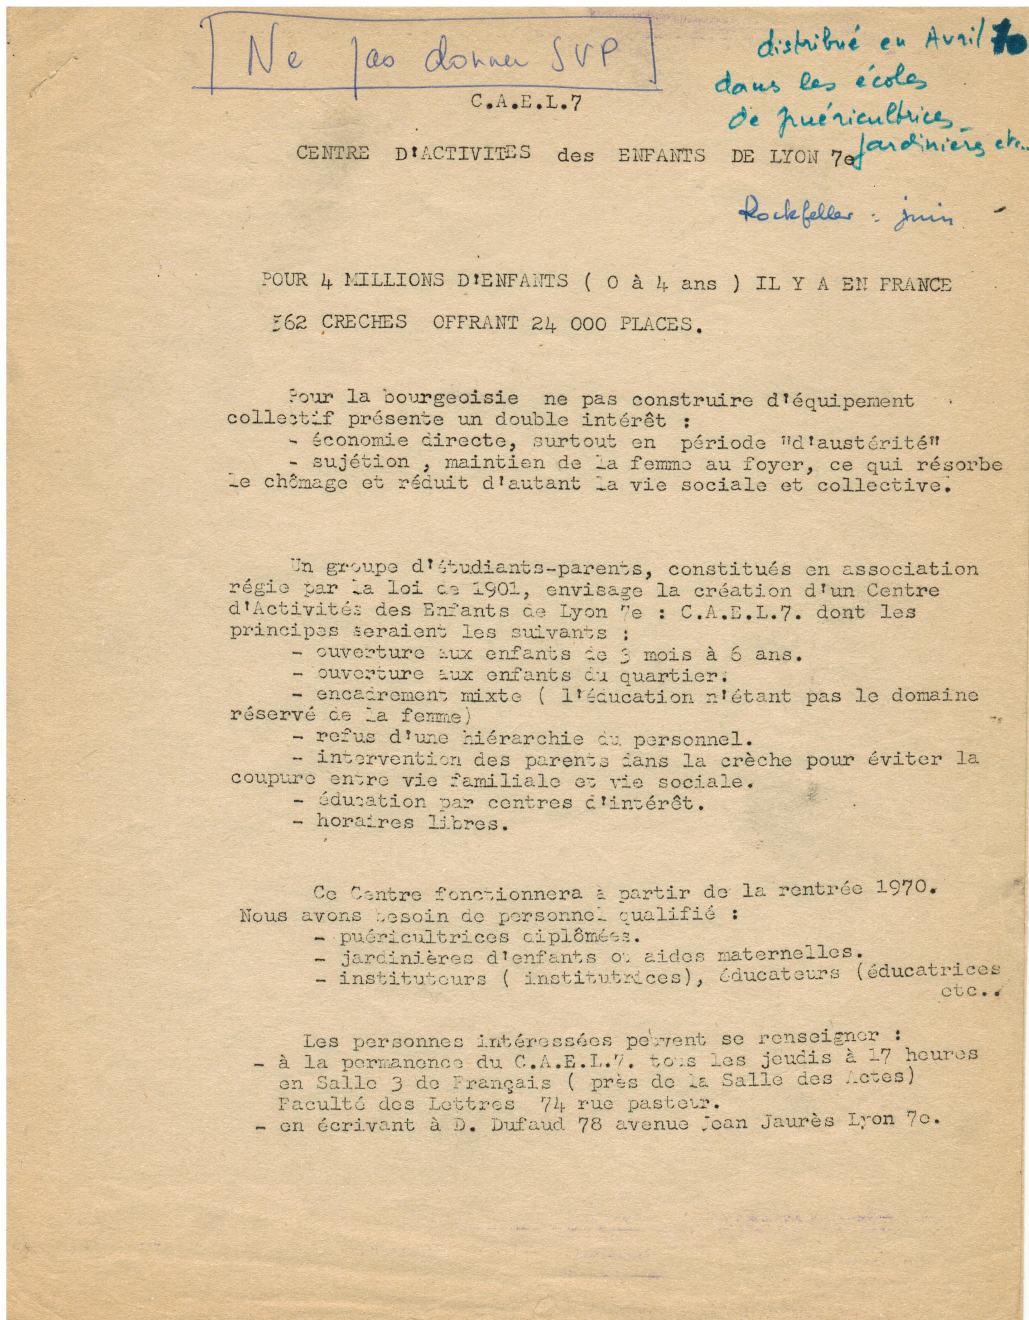 Ne pas donner SVP
distribué en Avril 70
dans les écoles
de puéricultrices
jardinières etc..
C.A.E.L.7
CENTRE D'ACTIVITES des ENFANTS DE LYON 7e
Rockfeller : juin
POUR 4 MILLIONS D'ENFANTS ( 0 à 4 ans ) IL Y A EN FRANCE
562 CRECHES OFFRANT 24 000 PLACES.
Pour la bourgeoisie ne pas construire d'équipement
collectif présente un double intérêt :
- économie directe, surtout en période "d'austérité"
- sujétion , maintien de la femme au foyer, ce qui résorbe
le chômage et réduit d'autant la vie sociale et collective.
Un groupe d'étudiants-parents, constitués en association
régie par la loi de 1901, envisage la création d'un Centre
d'Activités des Enfants de Lyon 7e : C.A.E.L.7. dont les
principes seraient les suivants :
- ouverture aux enfants de 3 mois à 6 ans.
- ouverture aux enfants du quartier.
- encadrement mixte ( l'éducation n'étant pas le domaine
réservé de la femme)
- refus d'une hiérarchie du personnel.
- intervention des parents dans la crèche pour éviter la
coupure entre vie familiale et vie sociale.
- éducation par centres d'intérêt.
- horaires libres.
Ce Centre fonctionnera à partir de la rentrée 1970.
Nous avons besoin de personnel qualifié :
- puéricultrices diplômées.
- jardinières d'enfants ou aides maternelles.
- instituteurs ( institutrices), éducateurs (éducatrices
etc..
Les personnes intéressées peuvent se renseigner :
- à la permanence du C.A.E.L.7. tous les jeudis à 17 heures
en Salle 3 de Français ( près de la Salle des Actes)
Faculté des Lettres 74 rue pasteur.
- en écrivant à D. Dufaud 78 avenue Jean Jaurès Lyon 7e.